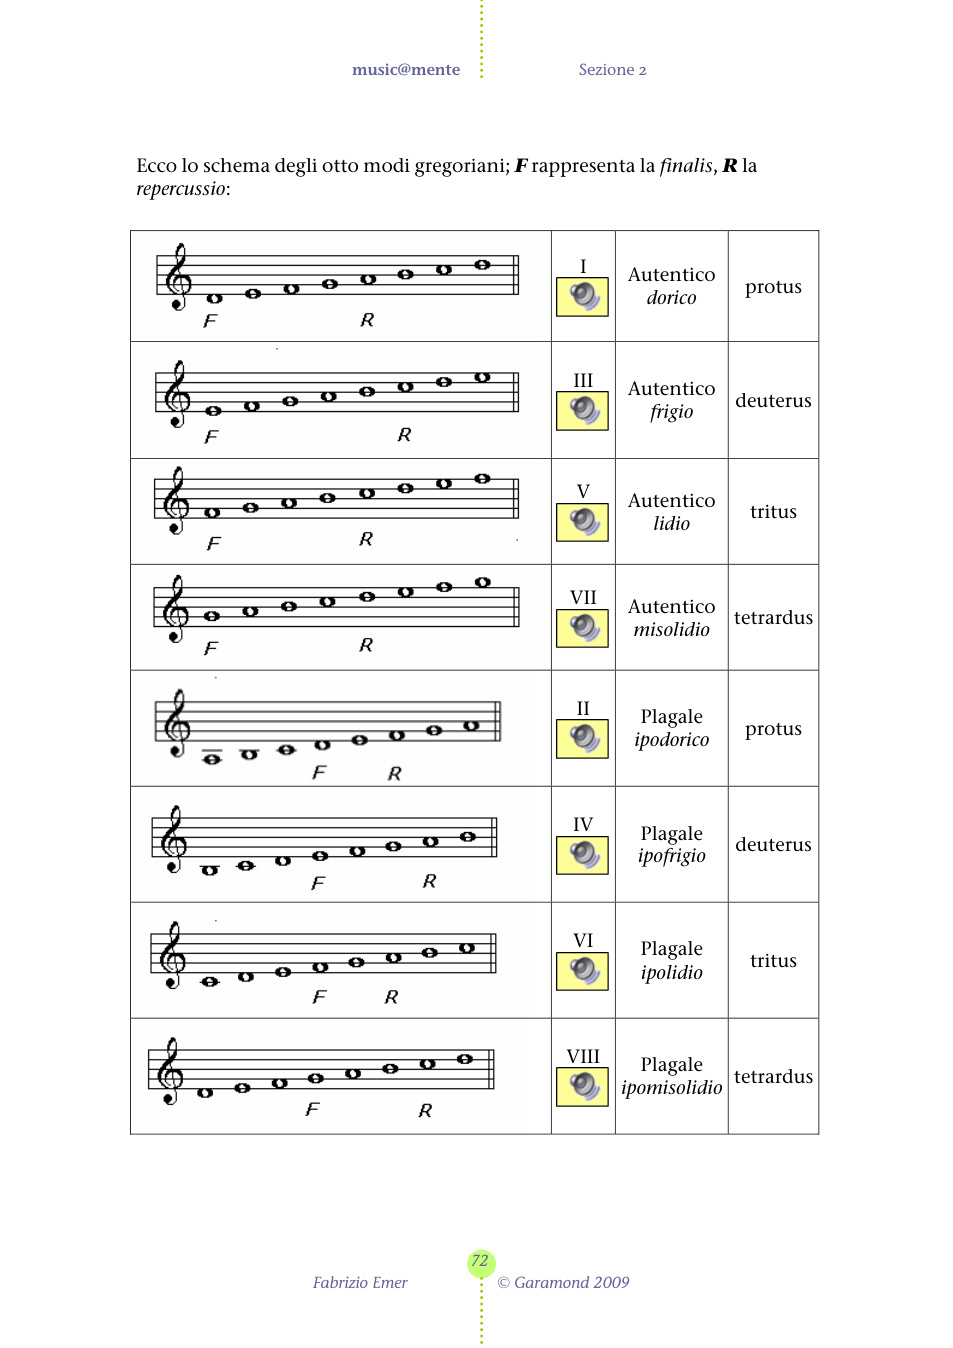 music@mente Sezione 2
Ecco lo schema degli otto modi gregoriani; F rappresenta la finalis, R la
repercussio:
F R
I
Autentico
dorico
protus
F R
III
Autentico
frigio
deuterus
F R
V
Autentico
lidio
tritus
F R
VII
Autentico
misolidio
tetrardus
F R
II
Plagale
ipodorico
protus
F R
IV
Plagale
ipofrigio
deuterus
F R
VI
Plagale
ipolidio
tritus
F R
VIII
Plagale
ipomisolidio
tetrardus
72
Fabrizio Emer © Garamond 2009